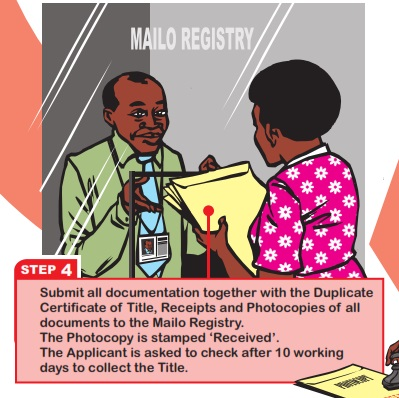 MAILO REGISTRY
STEP 4
Submit all documentation together with the Duplicate
Certificate of Title, Receipts and Photocopies of all
documents to the Mailo Registry.
The Photocopy is stamped ‘Received’.
The Applicant is asked to check after 10 working
days to collect the Title.
PHOTOCOPY